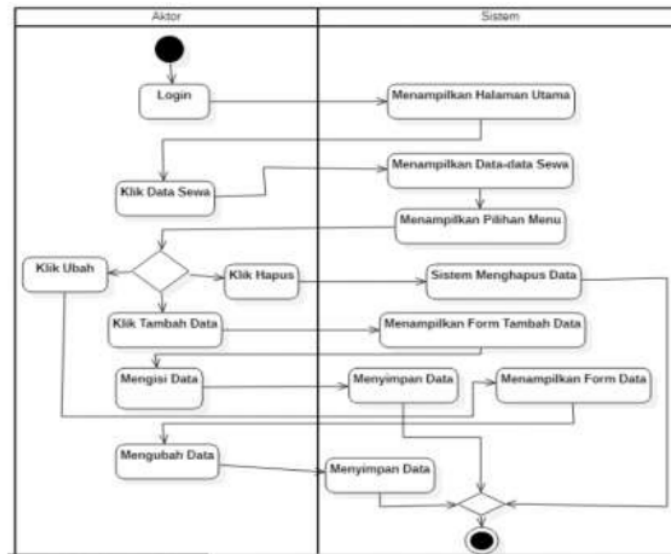 Aktor
Sistem
Login
Menampilkan Halaman Utama
Klik Data Sewa
Menampilkan Data-data Sewa
Menampilkan Pilihan Menu
Klik Ubah
Klik Hapus
Sistem Menghapus Data
Klik Tambah Data
Menampilkan Form Tambah Data
Mengisi Data
Menyimpan Data
Menampilkan Form Data
Mengubah Data
Menyimpan Data